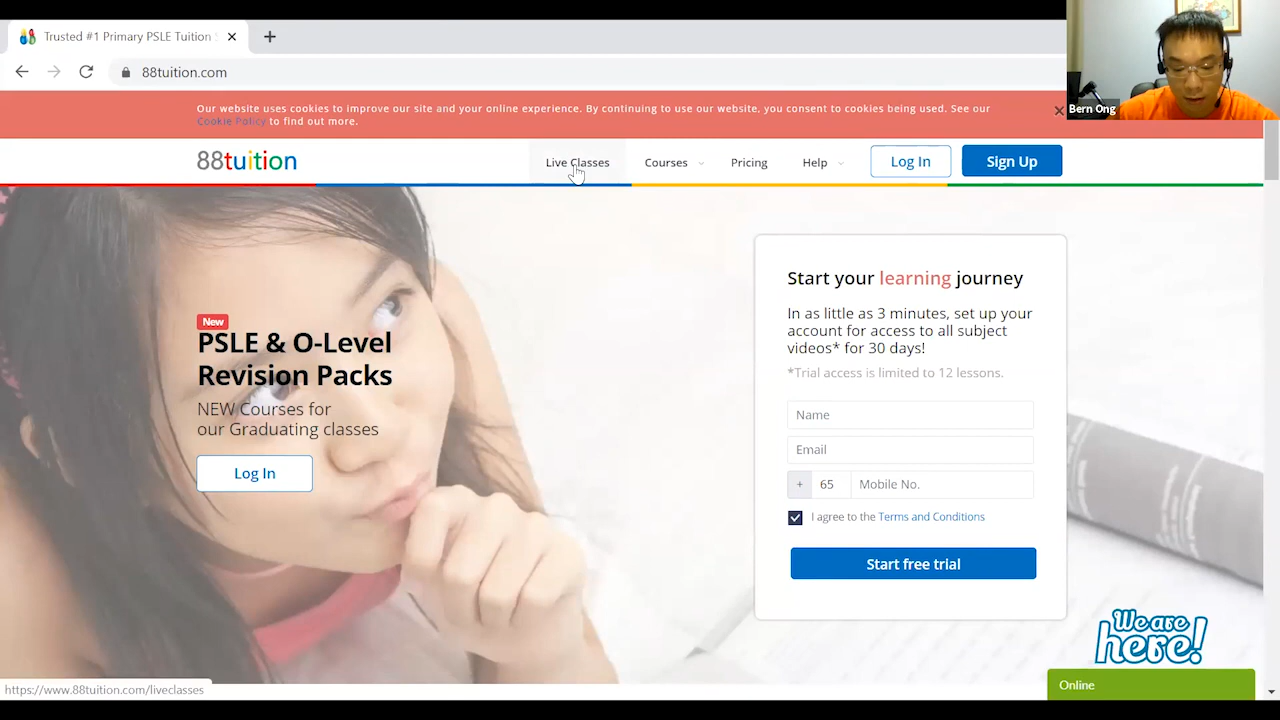 Trusted #1 Primary PSLE Tuition
88tuition.com
Bern Ong
Our website uses cookies to improve our site and your online experience. By continuing to use our website, you consent to cookies being used. See our
Cookie Policy to find out more.
88tuition
Live Classes
Courses
Pricing
Help
Log In
Sign Up
Start your learning journey
In as little as 3 minutes, set up your
account for access to all subject
videos* for 30 days!
*Trial access is limited to 12 lessons.
New
PSLE & O-Level
Revision Packs
NEW Courses for
our Graduating classes
Log In
Name
Email
+ 65 Mobile No.
I agree to the Terms and Conditions
Start free trial
We are
here!
Online
https://www.88tuition.com/liveclasses